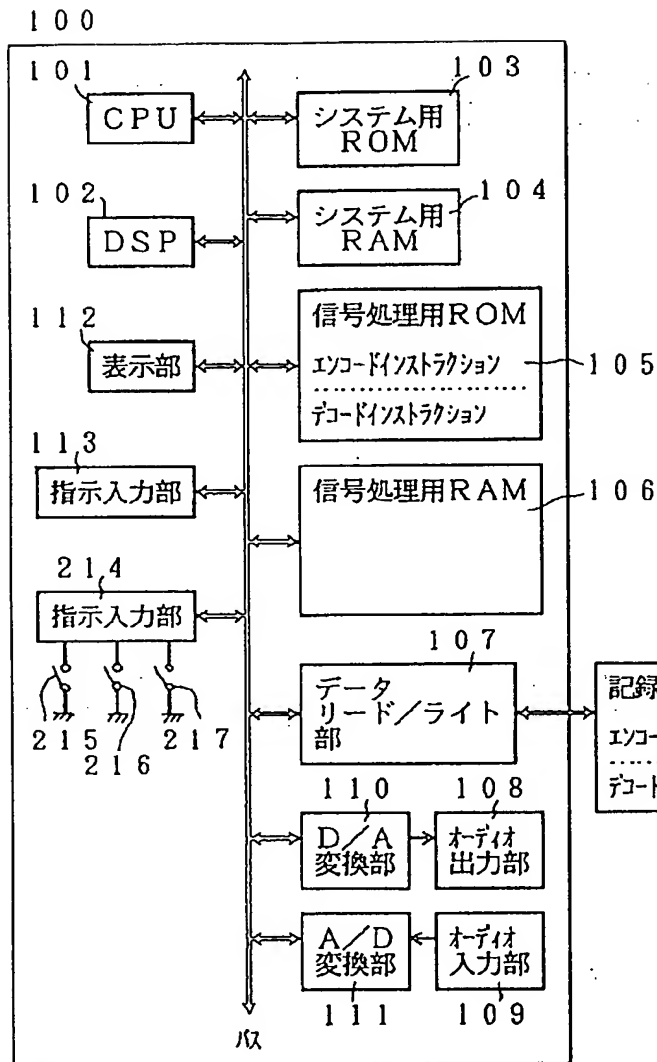 １００
１０１
ＣＰＵ
１０３
システム用
ＲＯＭ
１０２
ＤＳＰ
１０４
システム用
ＲＡＭ
１１２
表示部
信号処理用ＲＯＭ
エンコードインストラクション
デコードインストラクション
１０５
１１３
指示入力部
信号処理用ＲＡＭ
１０６
２１４
指示入力部
２１５
２１６
２１７
１０７
データ
リード／ライト
部
記録
エンコー
デコード
１１０
Ｄ／Ａ
変換部
１０８
オーディオ
出力部
Ａ／Ｄ
変換部
１１１
オーディオ
入力部
１０９
バス